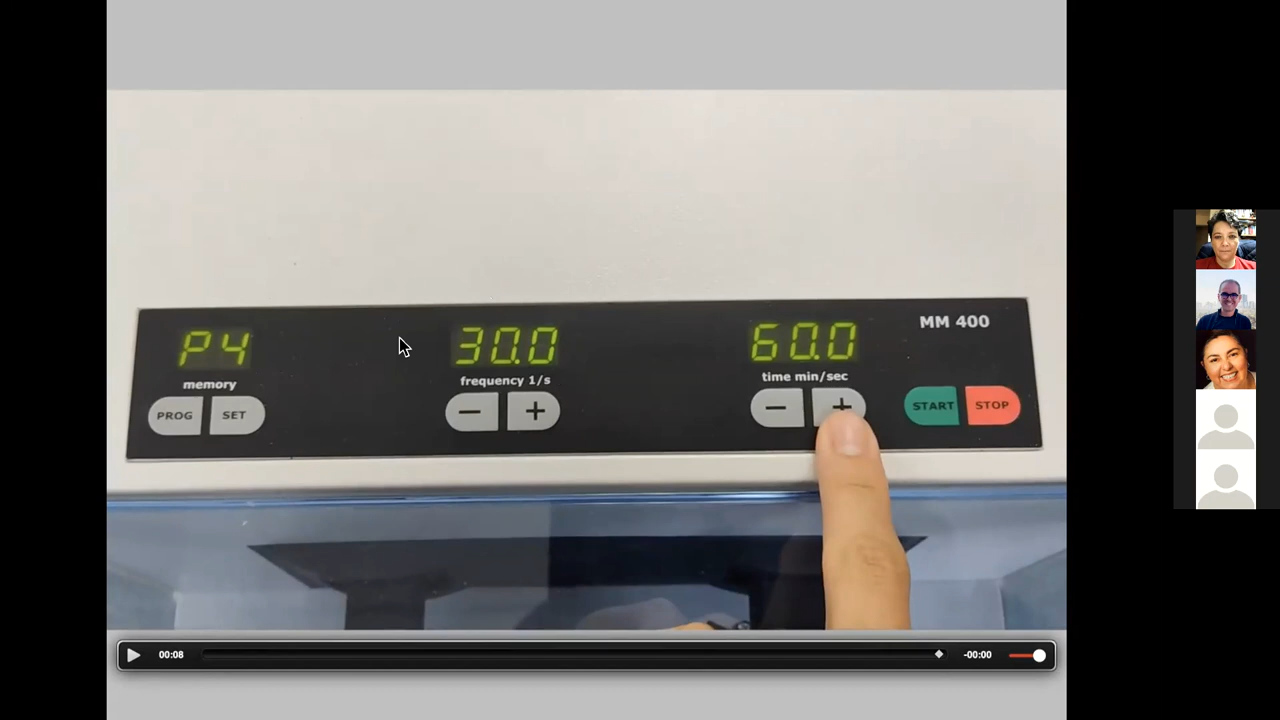 MM 400
P4 30.0 60.0
memory frequency 1/s time min/sec
PROG SET − + − + START STOP
00:08 -00:00